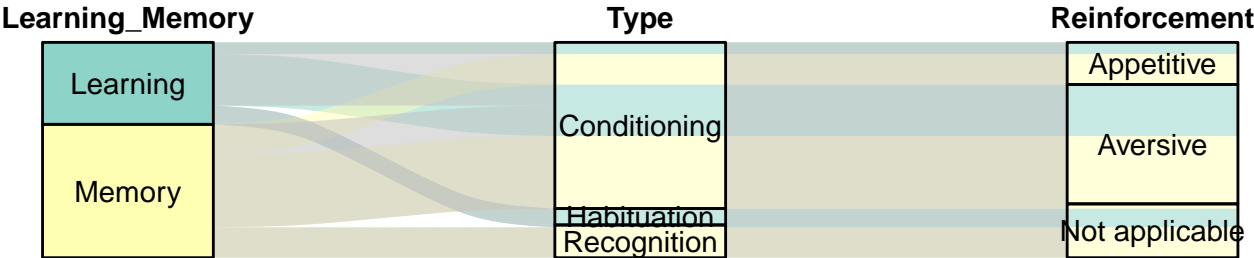 Learning_Memory Type Reinforcement
Learning
Memory
Conditioning
Habituation
Recognition
Appetitive
Aversive
Not applicable